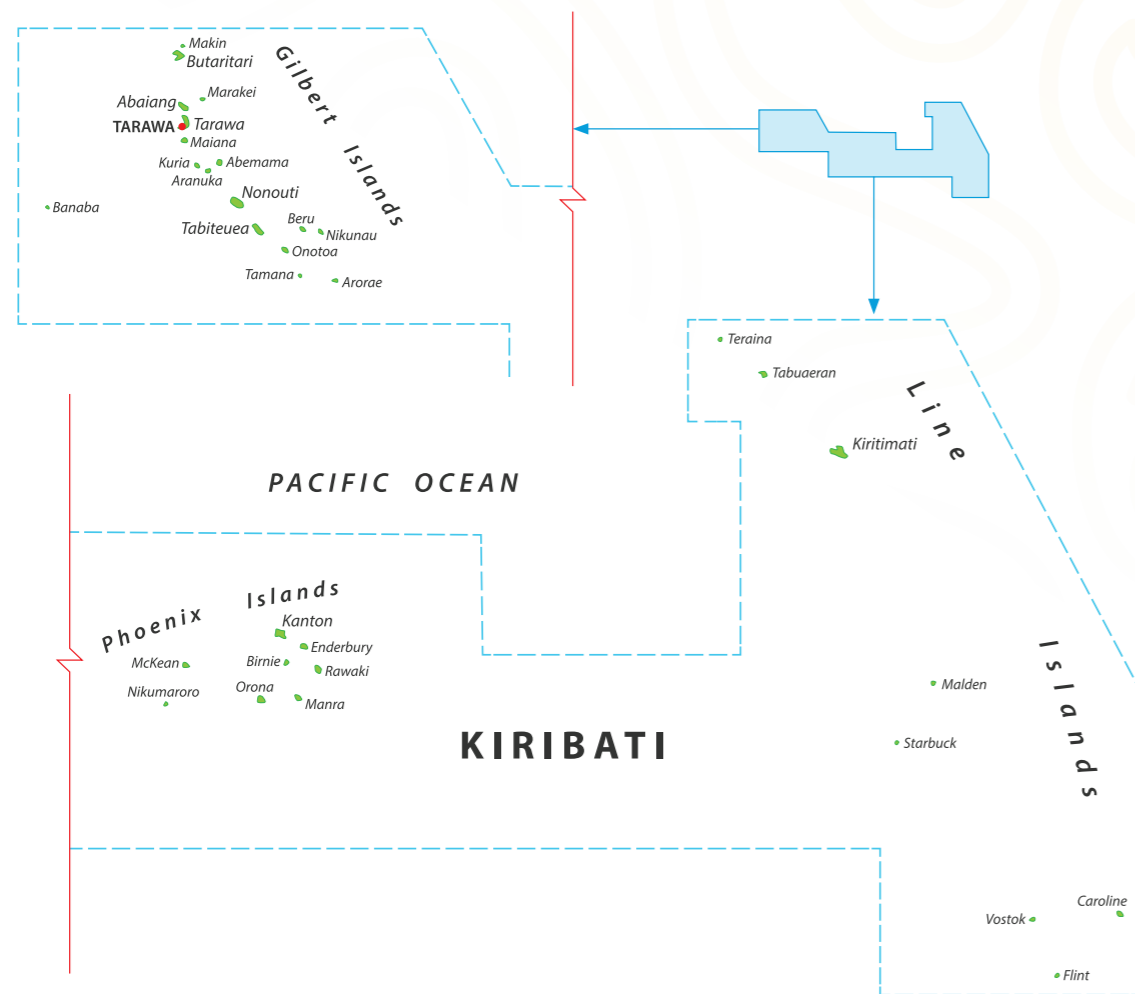 Makin
Butaritari
Gilbert Islands
Marakei
Abaiang
TARAWA
Tarawa
Maiana
Kuria
Abemama
Aranuka
Nonouti
Banaba
Beru
Tabiteuea
Nikunau
Onotoa
Tamana
Arorae
Teraina
Tabuaeran
Line
Kiritimati
PACIFIC OCEAN
Phoenix Islands
Kanton
Enderbury
McKean
Birnie
Rawaki
Nikumaroro
Orona
Manra
Islands
Malden
KIRIBATI
Starbuck
Caroline
Vostok
Flint